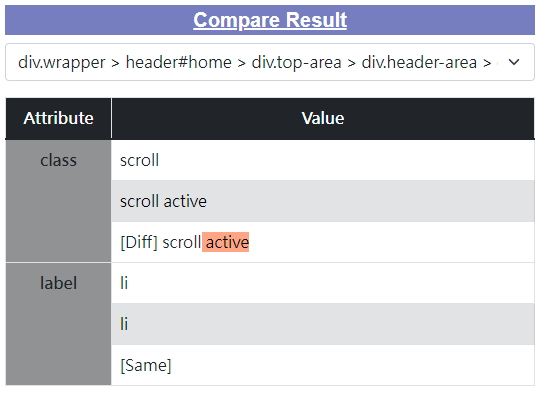 Compare Result
div.wrapper > header#home > div.top-area > div.header-area >
Attribute Value
class scroll
scroll active
[Diff] scroll active
label li
li
[Same]